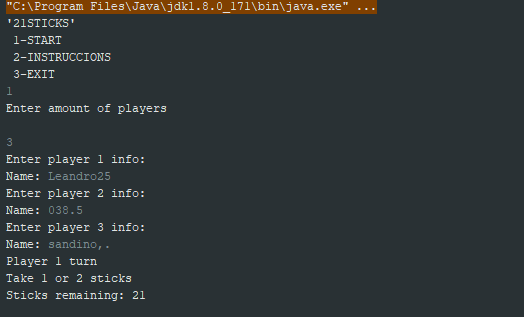 "C:\Program Files\Java\jdk1.8.0_171\bin\java.exe" ...
'21STICKS'
1-START
2-INSTRUCCIONS
3-EXIT
1
Enter amount of players
3
Enter player 1 info:
Name: Leandro25
Enter player 2 info:
Name: 038.5
Enter player 3 info:
Name: sandino,.
Player 1 turn
Take 1 or 2 sticks
Sticks remaining: 21